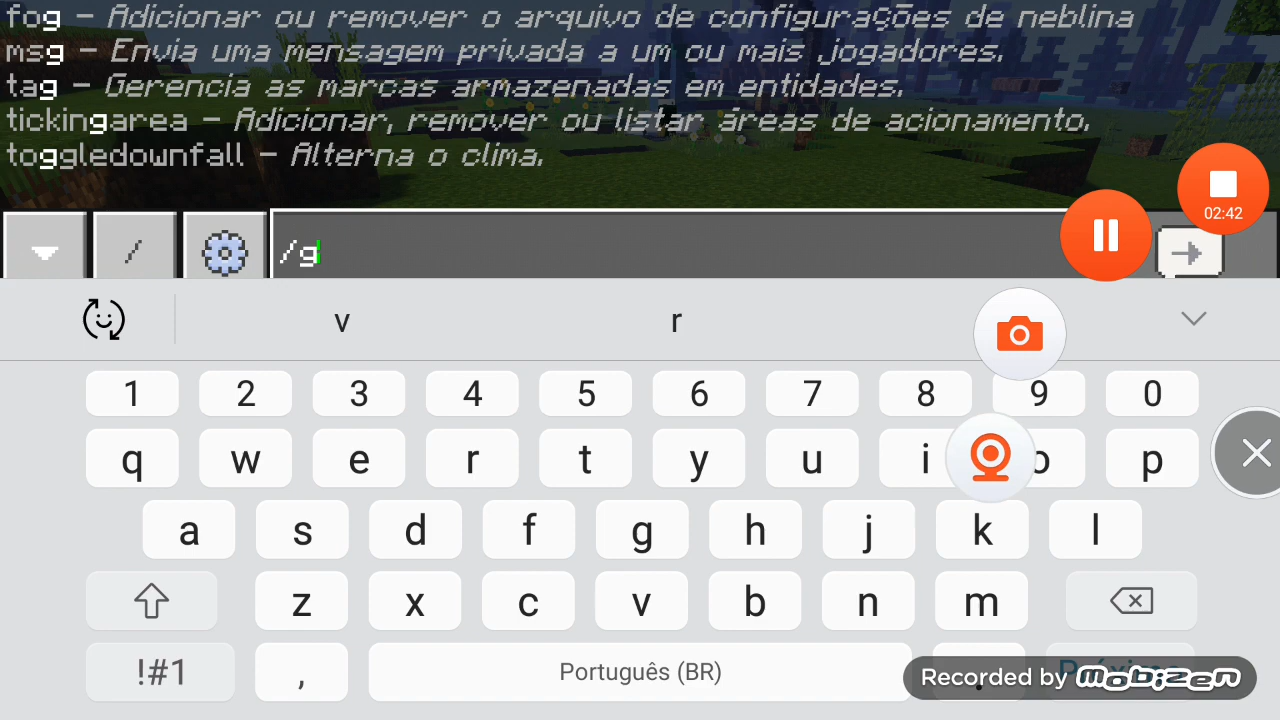 fog - Adicionar ou remover o arquivo de configurações de neblina
msg - Envia uma mensagem privada a um ou mais jogadores.
tag - Gerencia as marcas armazenadas em entidades.
tickingarea - Adicionar, remover ou listar áreas de acionamento.
toggledownfall - Alterna o clima.
02:42
/ /g
v r
1 2 3 4 5 6 7 8 9 0
q w e r t y u i o p
a s d f g h j k l
z x c v b n m
!#1 , Português (BR) . Próximo
Recorded by mobizen